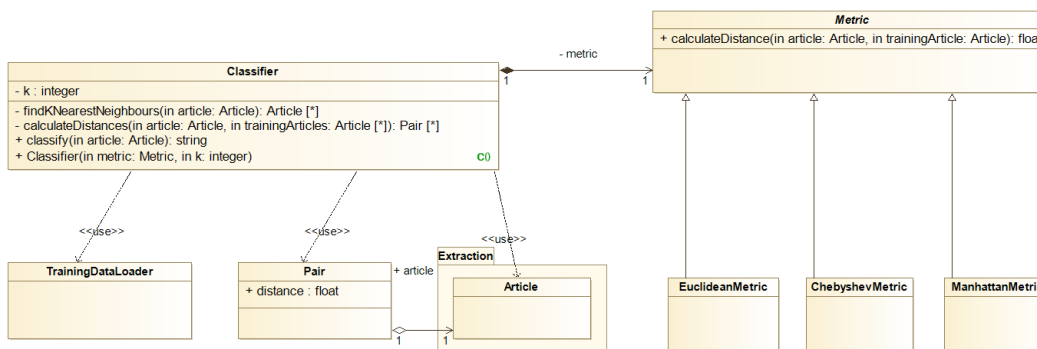 Metric
+ calculateDistance(in article: Article, in trainingArticle: Article): floa
- metric
1
1
Classifier
- k : integer
- findKNearestNeighbours(in article: Article): Article [*]
- calculateDistances(in article: Article, in trainingArticles: Article [*]): Pair [*]
+ classify(in article: Article): string
+ Classifier(in metric: Metric, in k: integer)
C()
<<use>>
<<use>>
<<use>>
TrainingDataLoader
Pair
+ distance : float
+ article
1
1
Extraction
Article
EuclideanMetric
ChebyshevMetric
ManhattanMetri